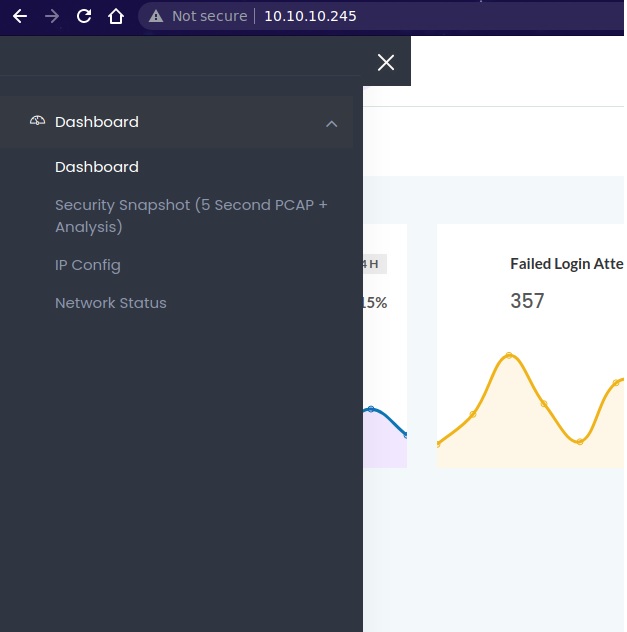 Not secure | 10.10.10.245
Dashboard
Dashboard
Security Snapshot (5 Second PCAP +
Analysis)
IP Config
Network Status
4H
15%
Failed Login Atte
357